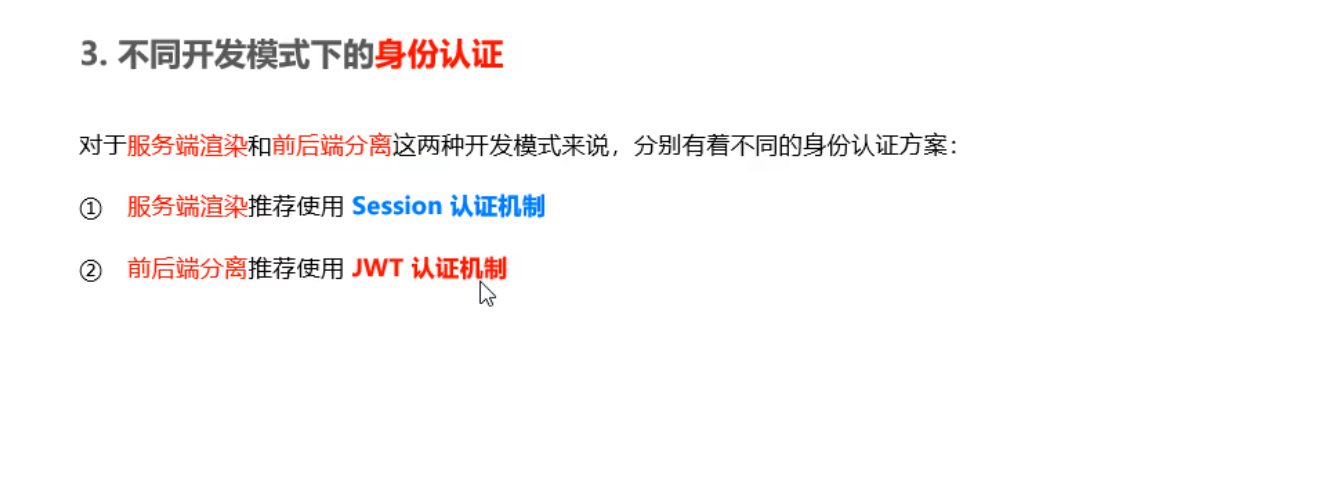 3. 不同开发模式下的身份认证
对于服务端渲染和前后端分离这两种开发模式来说，分别有着不同的身份认证方案：
① 服务端渲染推荐使用 Session 认证机制
② 前后端分离推荐使用 JWT 认证机制